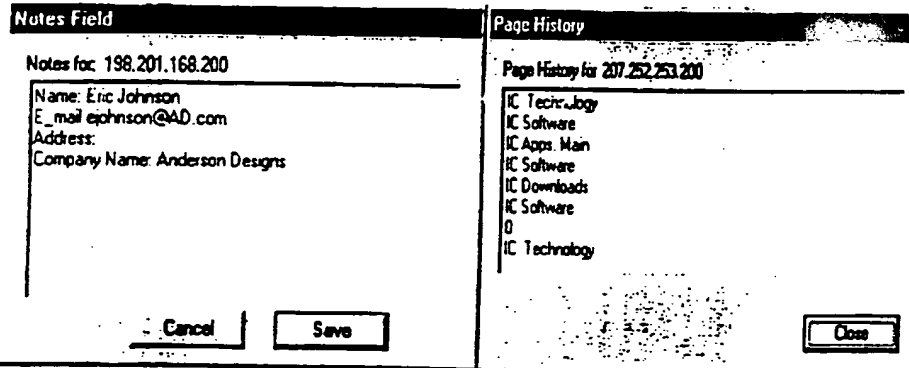 Notes Field
Notes for: 198.201.168.200
Name: Eric Johnson
E_mail ejohnson@AD.com
Address:
Company Name: Anderson Designs
Cancel
Save
Page History
Page History for 207.252.253.200
IC Technology
IC Software
IC Apps. Main
IC Software
IC Downloads
IC Software
0
IC Technology
Close